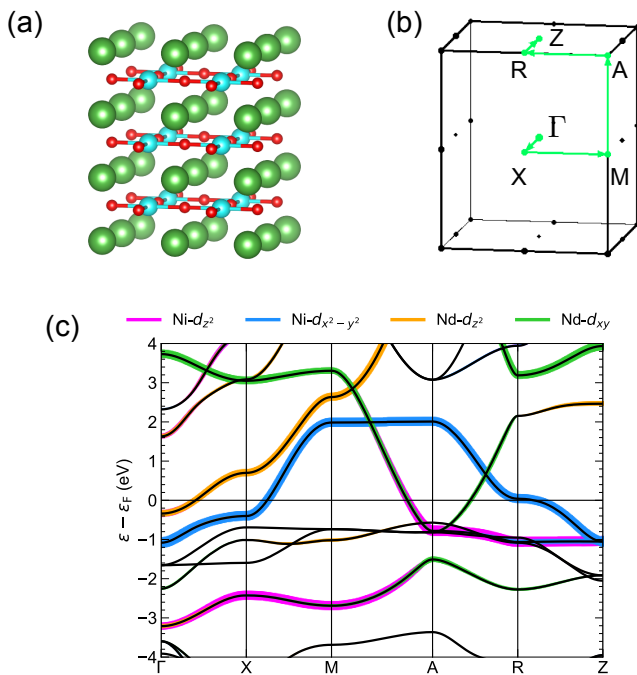 (a)
(b)
Z
R
A
Γ
X
M
(c)
Ni-d_{z^2} Ni-d_{x^2-y^2} Nd-d_{z^2} Nd-d_{xy}
ε − ε_F (eV)
4
3
2
1
0
−1
−2
−3
−4
Γ X M A R Z